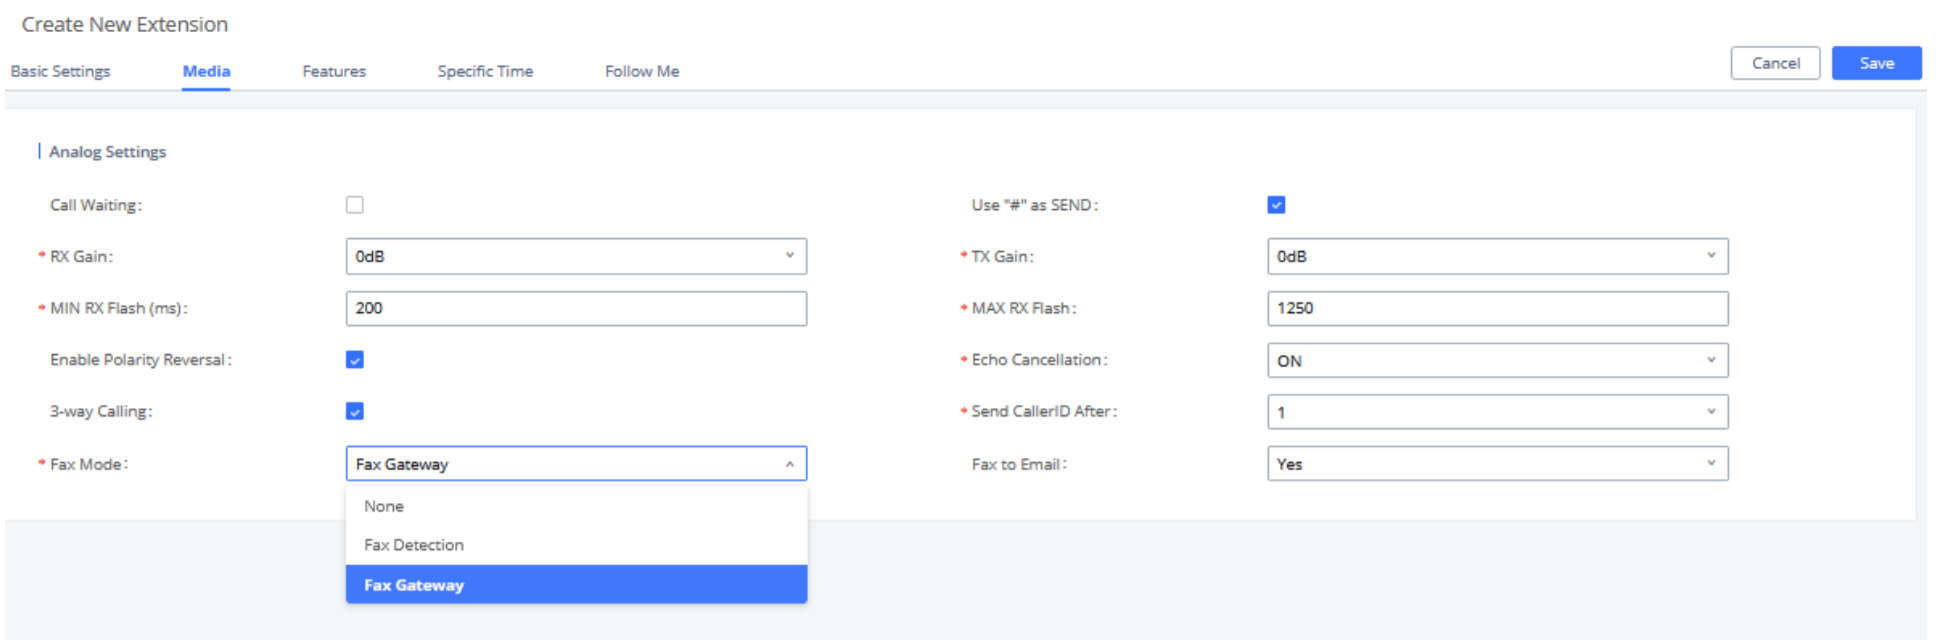 Create New Extension
Basic Settings Media Features Specific Time Follow Me Cancel Save
Analog Settings
Call Waiting: Use "#" as SEND:
* RX Gain: 0dB * TX Gain: 0dB
* MIN RX Flash (ms): 200 * MAX RX Flash: 1250
Enable Polarity Reversal: * Echo Cancellation: ON
3-way Calling: * Send CallerID After: 1
* Fax Mode: Fax Gateway Fax to Email: Yes
None
Fax Detection
Fax Gateway